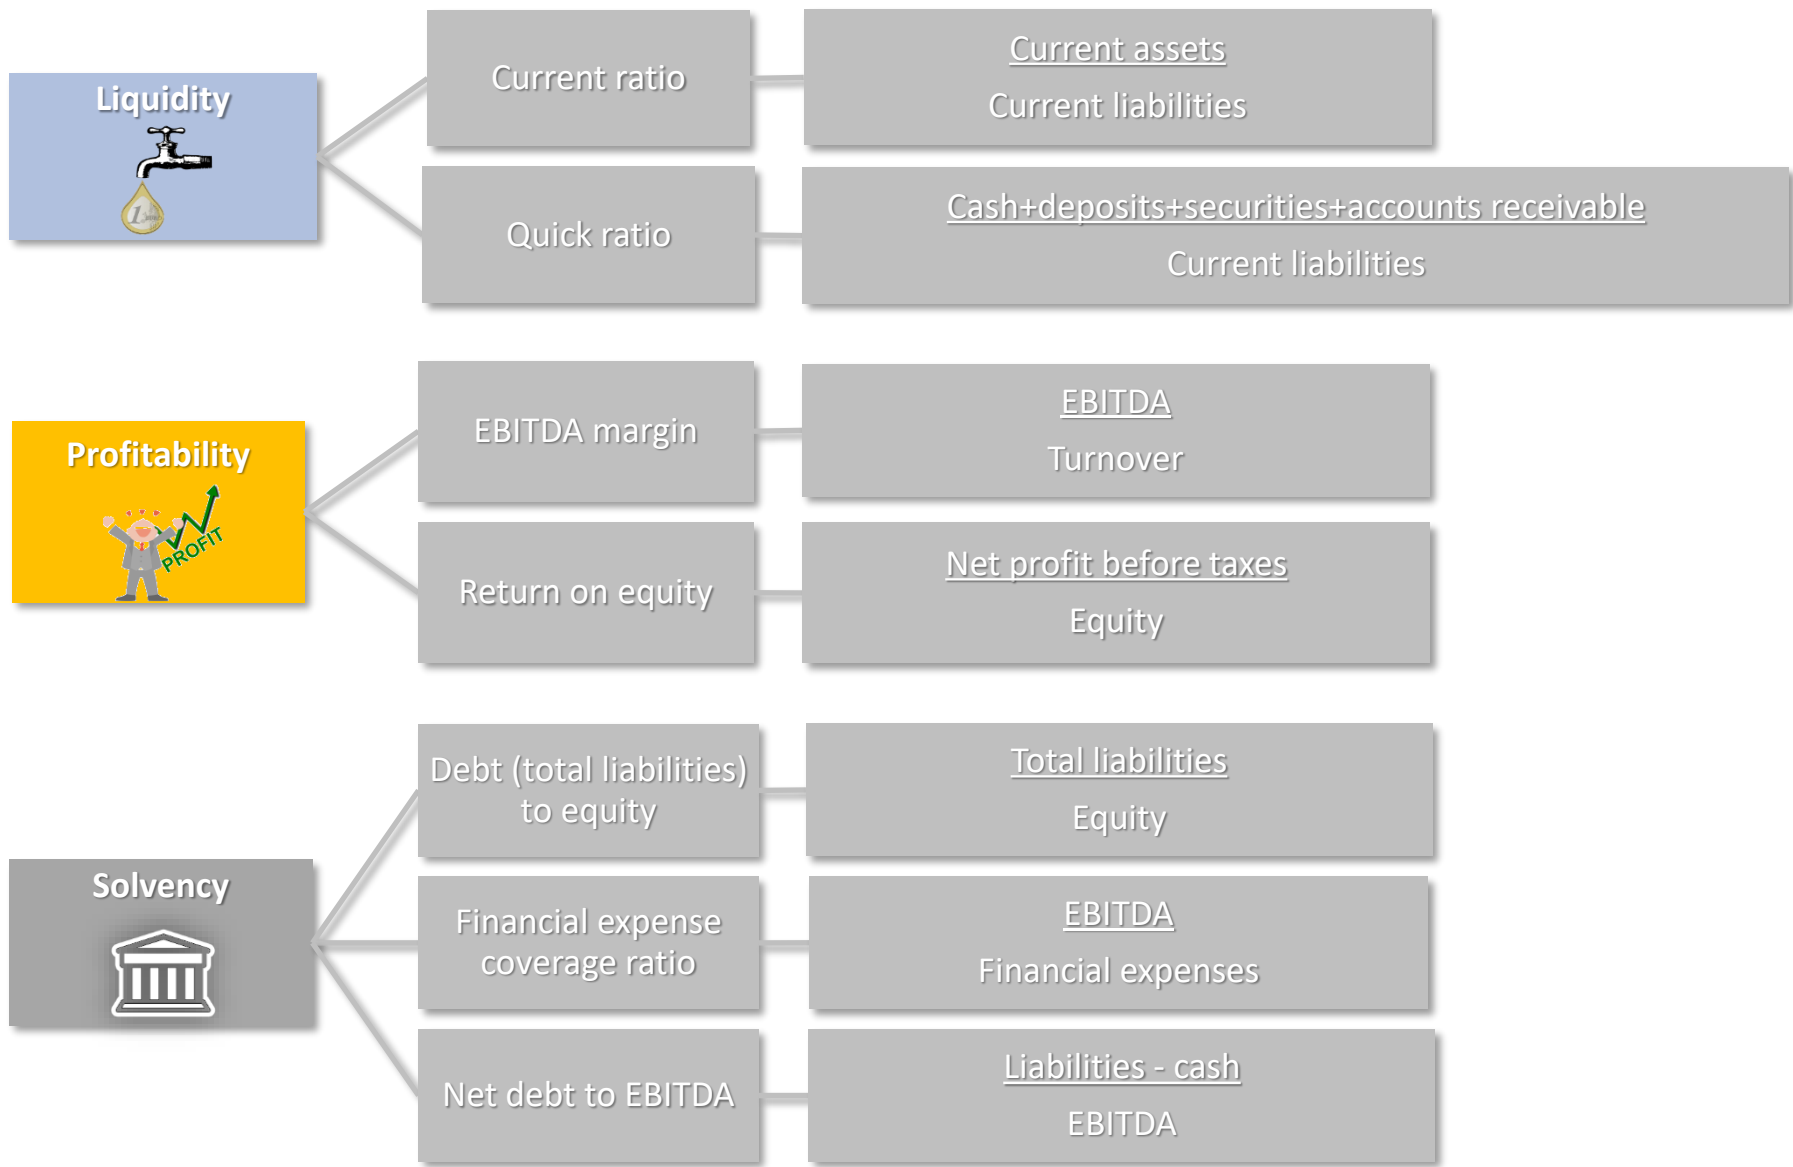 Liquidity
Current ratio
Current assets
Current liabilities
Quick ratio
Cash+deposits+securities+accounts receivable
Current liabilities
Profitability
PROFIT
EBITDA margin
EBITDA
Turnover
Return on equity
Net profit before taxes
Equity
Solvency
Debt (total liabilities)
to equity
Total liabilities
Equity
Financial expense
coverage ratio
EBITDA
Financial expenses
Net debt to EBITDA
Liabilities - cash
EBITDA